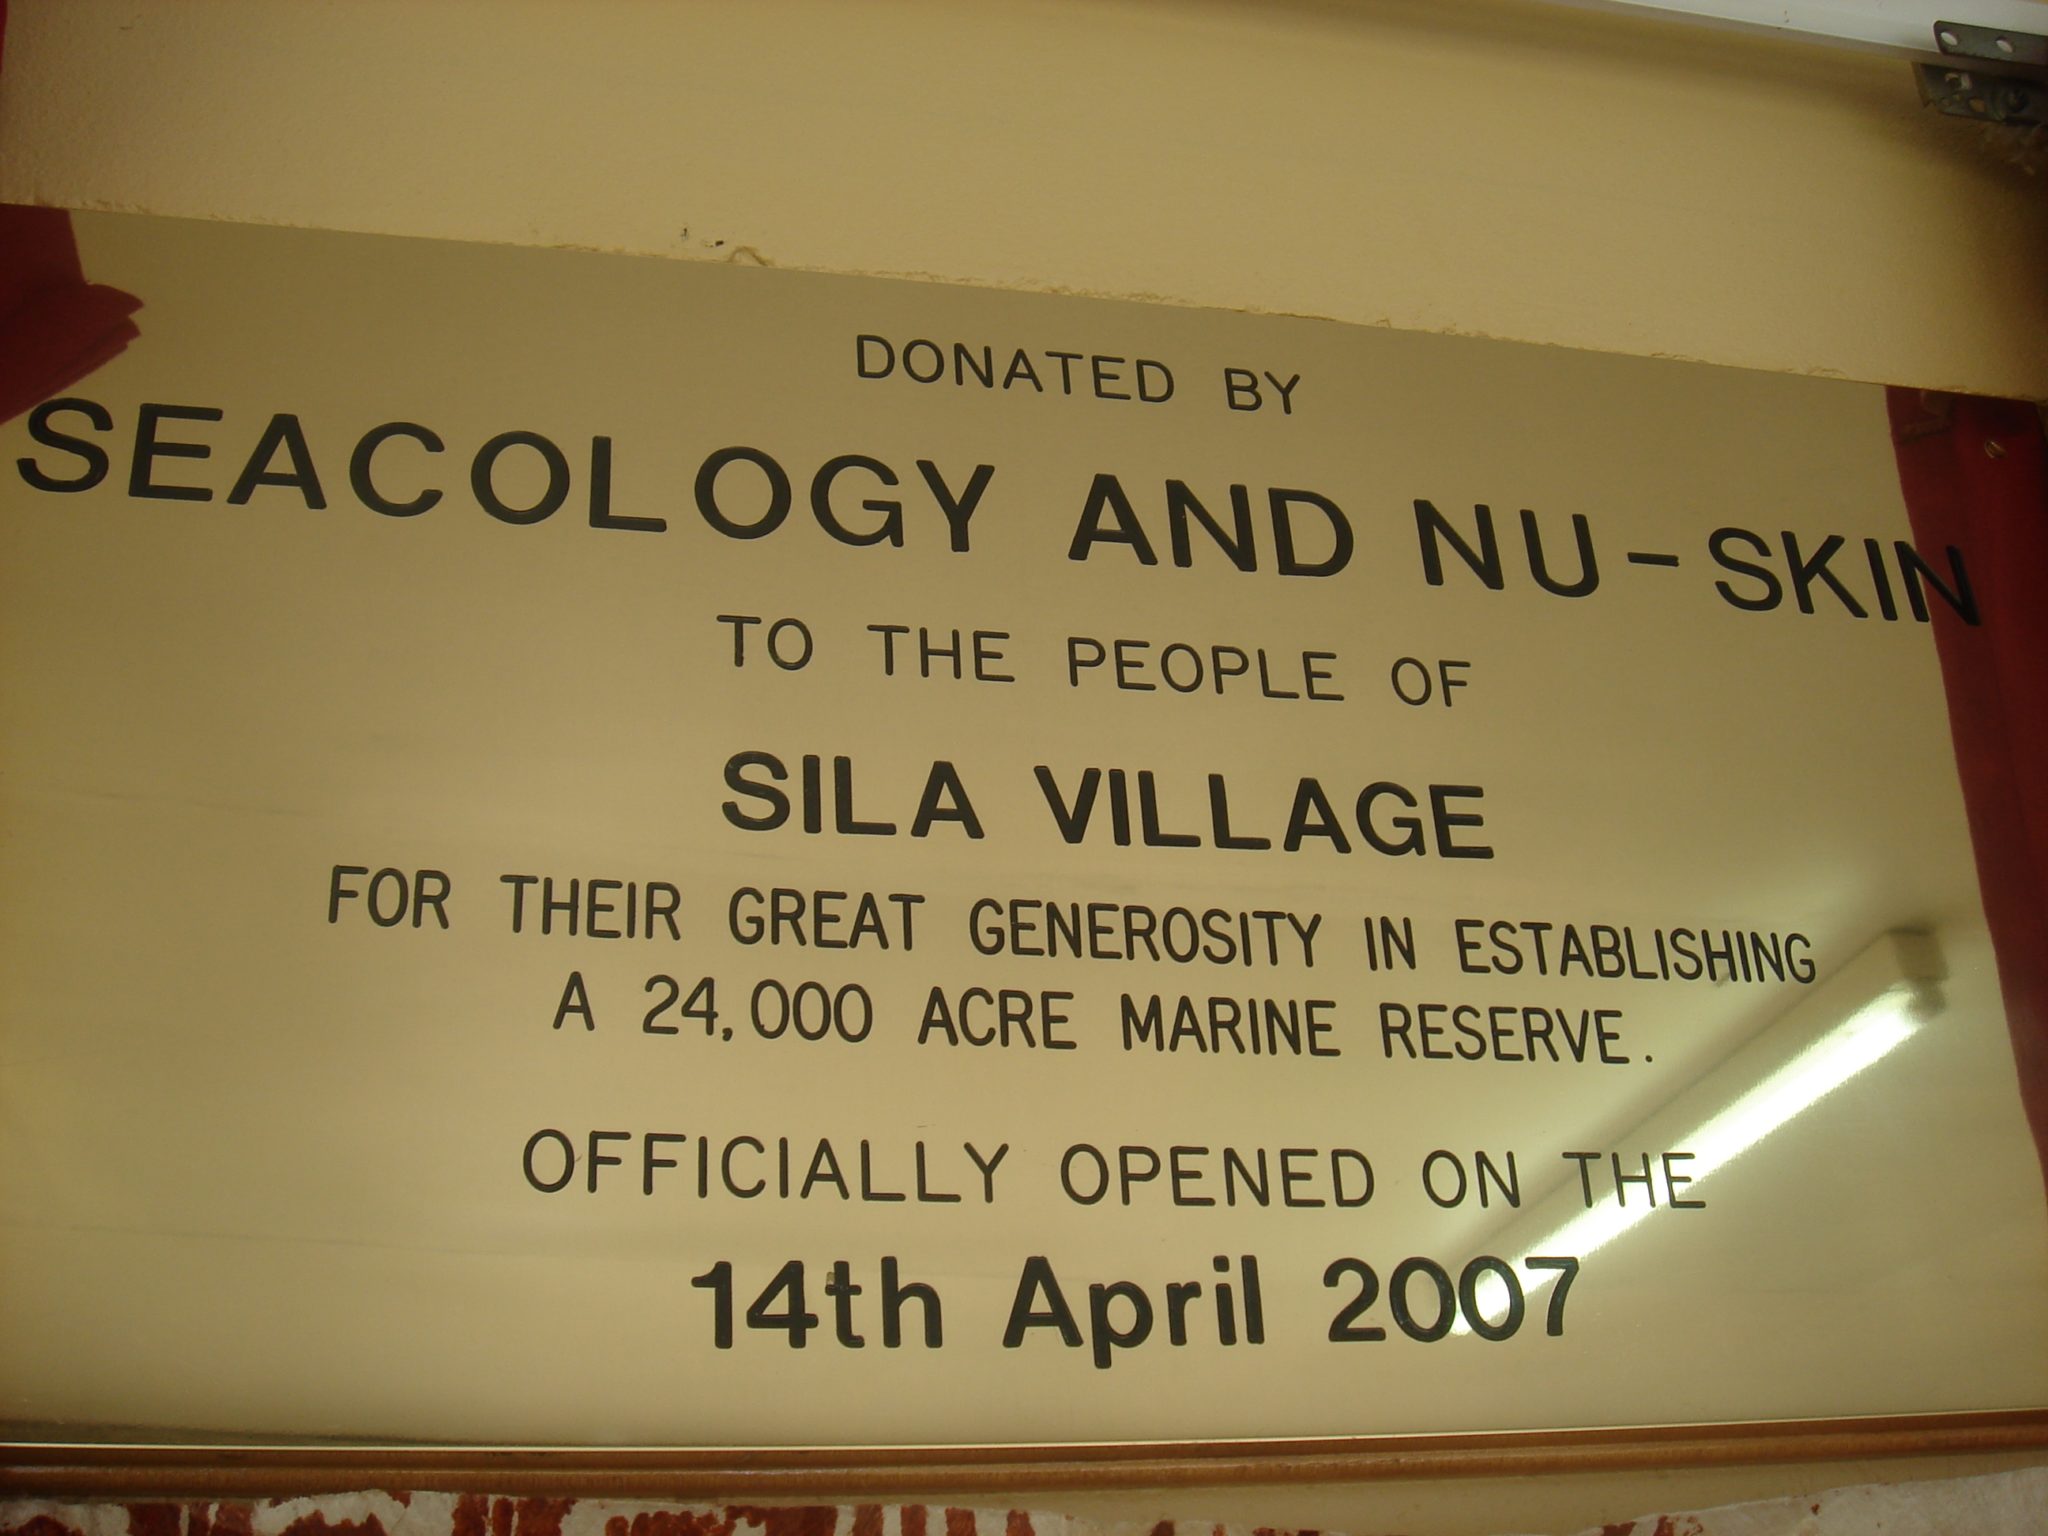 DONATED BY
SEACOLOGY AND NU-SKIN
TO THE PEOPLE OF
SILA VILLAGE
FOR THEIR GREAT GENEROSITY IN ESTABLISHING
A 24,000 ACRE MARINE RESERVE.
OFFICIALLY OPENED ON THE
14th April 2007